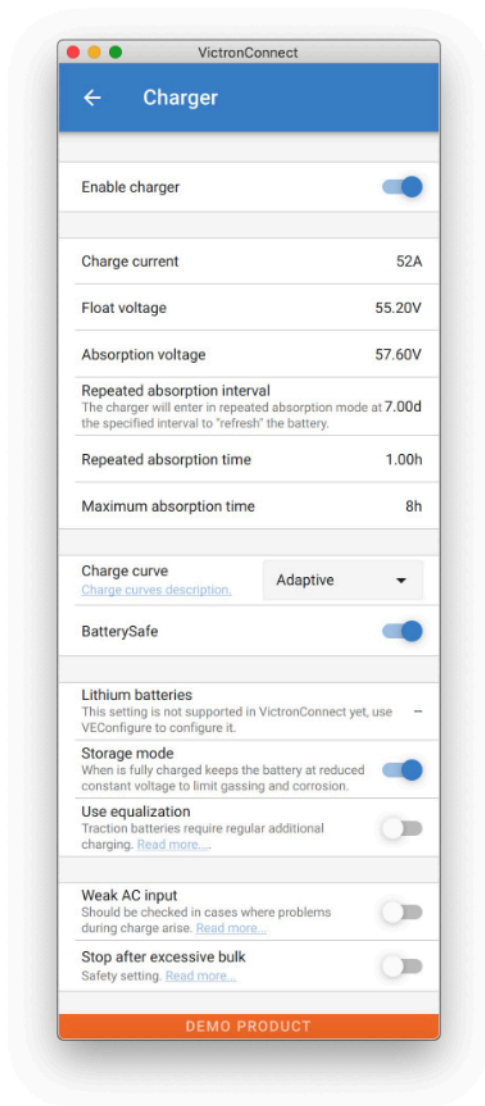 VictronConnect
Charger
Enable charger
Charge current 52A
Float voltage 55.20V
Absorption voltage 57.60V
Repeated absorption interval
The charger will enter in repeated absorption mode at 7.00d
the specified interval to "refresh" the battery.
Repeated absorption time 1.00h
Maximum absorption time 8h
Charge curve
Charge curves description.
Adaptive
BatterySafe
Lithium batteries
This setting is not supported in VictronConnect yet, use –
VEConfigure to configure it.
Storage mode
When is fully charged keeps the battery at reduced
constant voltage to limit gassing and corrosion.
Use equalization
Traction batteries require regular additional
charging. Read more....
Weak AC input
Should be checked in cases where problems
during charge arise. Read more...
Stop after excessive bulk
Safety setting. Read more...
DEMO PRODUCT